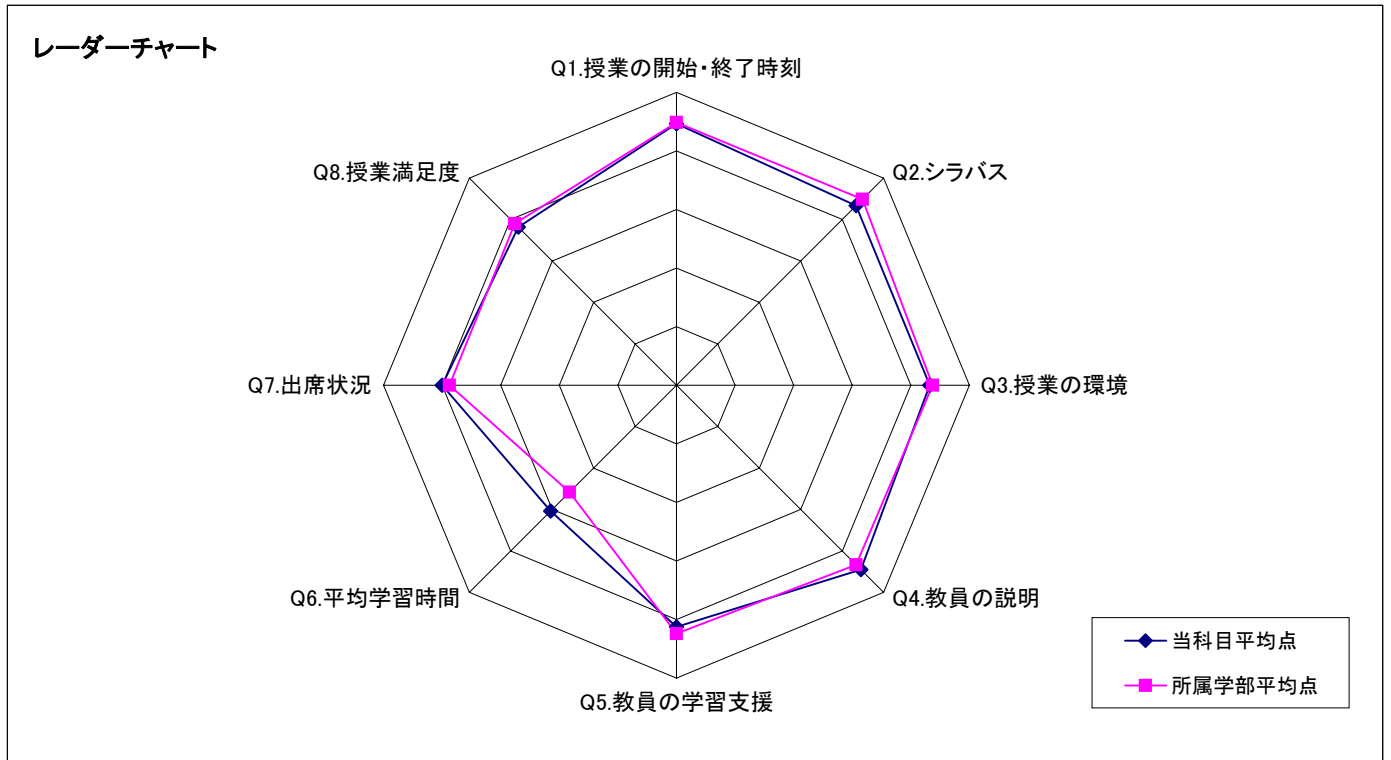 レーダーチャート
Q1.授業の開始・終了時刻
Q8.授業満足度
Q2.シラバス
Q7.出席状況
Q3.授業の環境
Q6.平均学習時間
Q4.教員の説明
Q5.教員の学習支援
当科目平均点
所属学部平均点